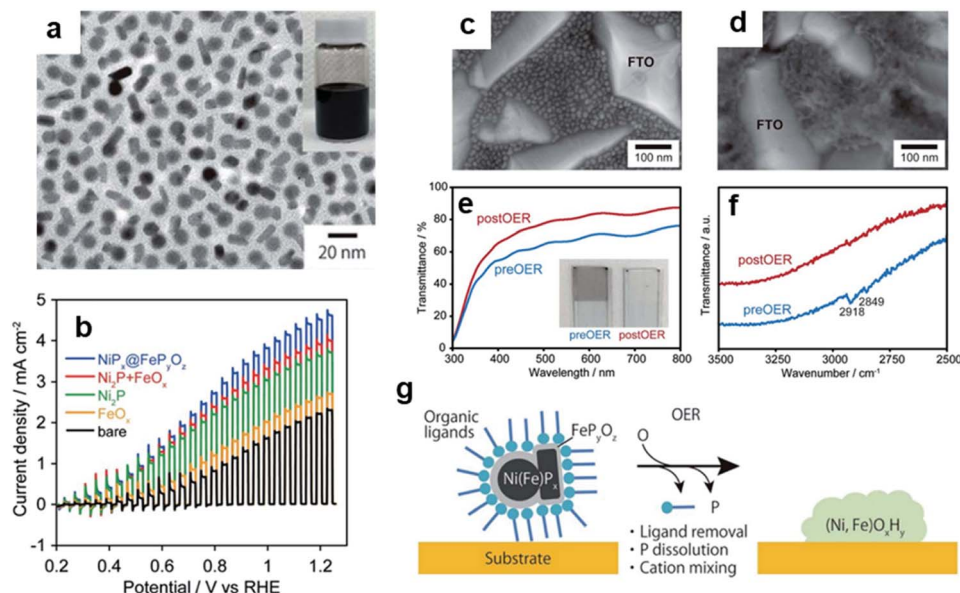 a
20 nm
b
Current density / mA cm⁻²
5
4
3
2
1
0
-1
NiPₓ@FePᵧO_z
Ni₂P+FeOₓ
Ni₂P
FeOₓ
bare
0.2 0.4 0.6 0.8 1 1.2
Potential / V vs RHE
c
FTO
100 nm
d
FTO
100 nm
e
Transmittance / %
100
80
60
40
20
0
postOER
preOER
preOER postOER
300 400 500 600 700 800
Wavelength / nm
f
Transmittance / a.u.
postOER
preOER
2849
2918
3500 3250 3000 2750 2500
Wavenumber / cm⁻¹
g
Organic
ligands
FePᵧO_z
Ni(Fe)Pₓ
Substrate
O
OER
P
• Ligand removal
• P dissolution
• Cation mixing
(Ni, Fe)OₓHᵧ